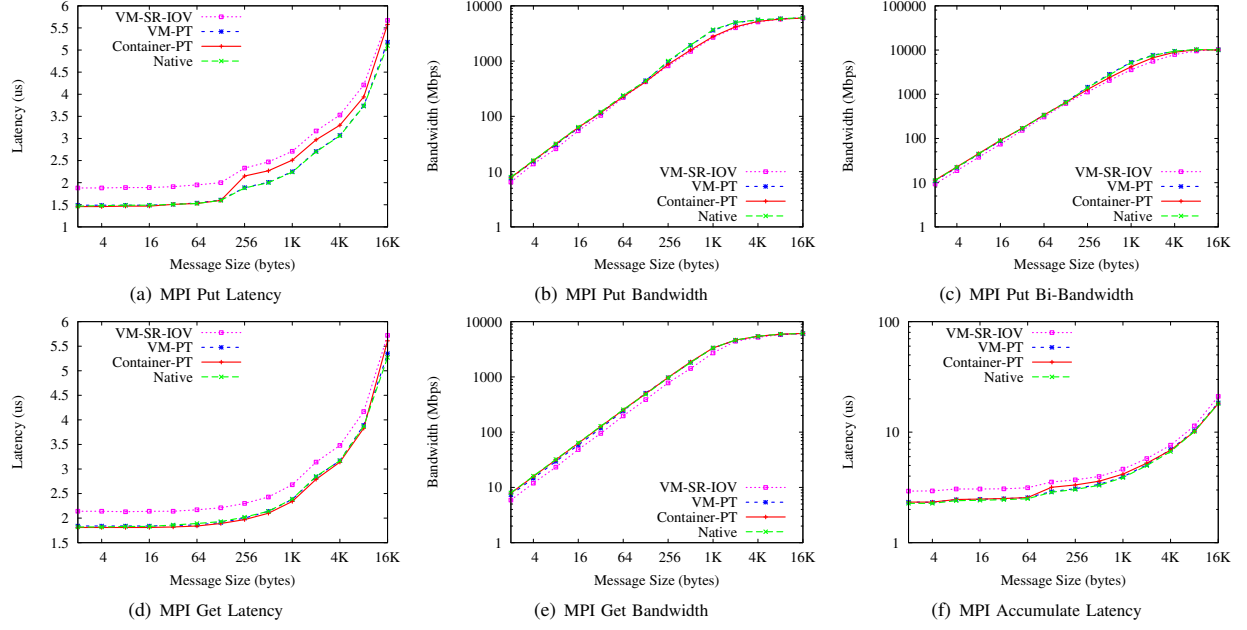 6
5.5
5
4.5
4
3.5
3
2.5
2
1.5
1
Latency (us)
VM-SR-IOV
VM-PT
Container-PT
Native
4 16 64 256 1K 4K 16K
Message Size (bytes)
(a) MPI Put Latency
10000
1000
100
10
1
Bandwidth (Mbps)
VM-SR-IOV
VM-PT
Container-PT
Native
4 16 64 256 1K 4K 16K
Message Size (bytes)
(b) MPI Put Bandwidth
10000
1000
100
10
1
Bandwidth (Mbps)
VM-SR-IOV
VM-PT
Container-PT
Native
4 16 64 256 1K 4K 16K
Message Size (bytes)
(c) MPI Put Bi-Bandwidth
6
5.5
5
4.5
4
3.5
3
2.5
2
1.5
Latency (us)
VM-SR-IOV
VM-PT
Container-PT
Native
4 16 64 256 1K 4K 16K
Message Size (bytes)
(d) MPI Get Latency
10000
1000
100
10
1
Bandwidth (Mbps)
VM-SR-IOV
VM-PT
Container-PT
Native
4 16 64 256 1K 4K 16K
Message Size (bytes)
(e) MPI Get Bandwidth
100
10
1
Latency (us)
VM-SR-IOV
VM-PT
Container-PT
Native
4 16 64 256 1K 4K 16K
Message Size (bytes)
(f) MPI Accumulate Latency